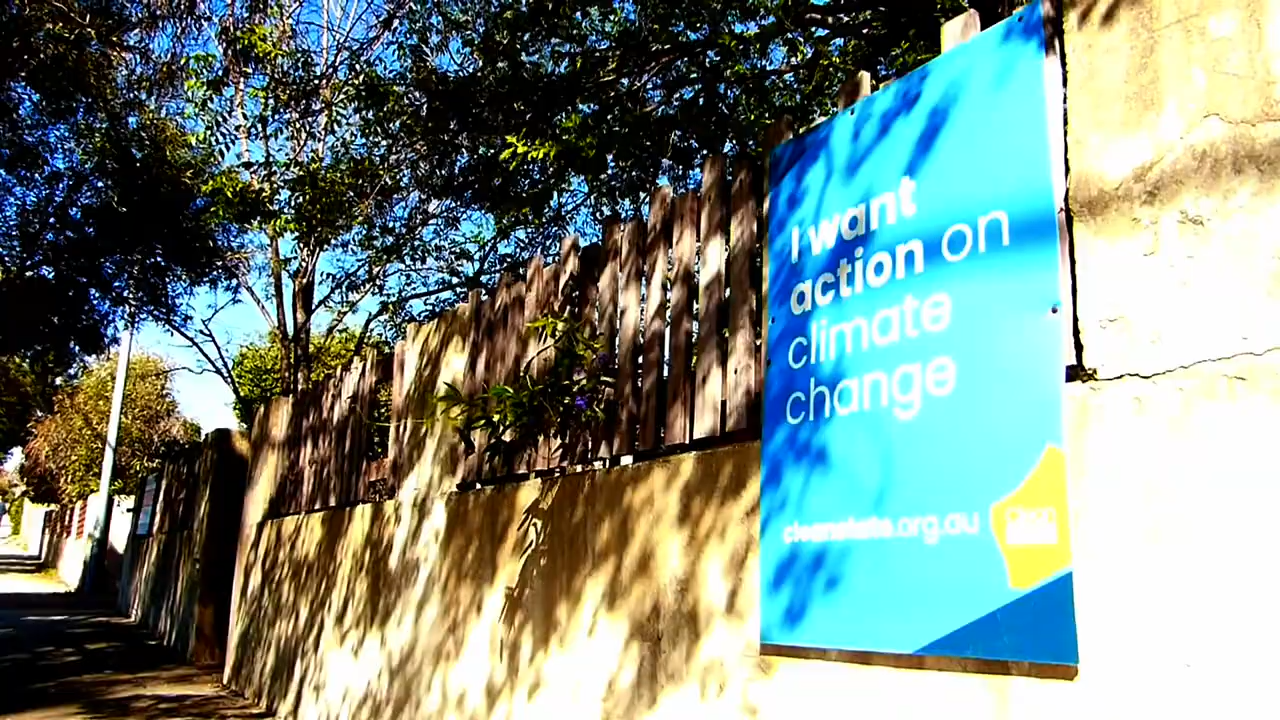 I want
action on
climate
change
cleanstate.org.au